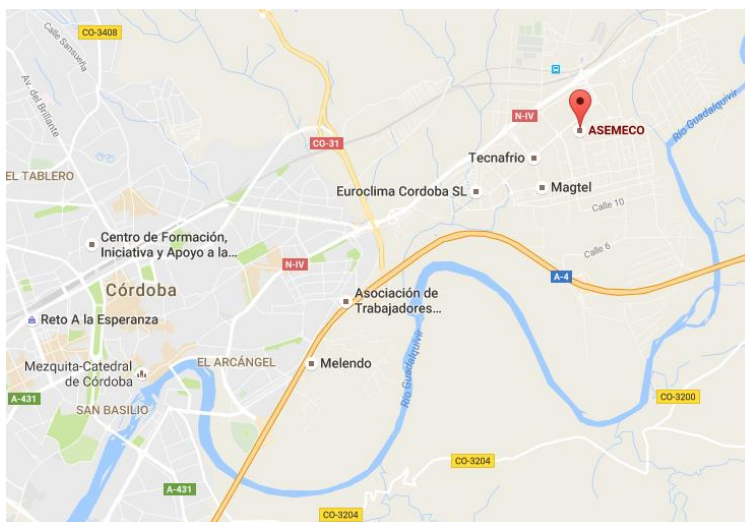 CO-3408
Calle Sansueña
Av. del Brillante
EL TABLERO
CO-31
N-IV
ASEMECO
Río Guadalquivir
Tecnafrio
Euroclima Cordoba SL
Magtel
Calle 10
Calle 6
Centro de Formación,
Iniciativa y Apoyo a la...
N-IV
A-4
Córdoba
Asociación de
Trabajadores...
Reto A la Esperanza
Río Guadalquivir
Mezquita-Catedral
de Córdoba
EL ARCÁNGEL
Melendo
A-431
SAN BASILIO
CO-3200
CO-3204
A-431
CO-3204